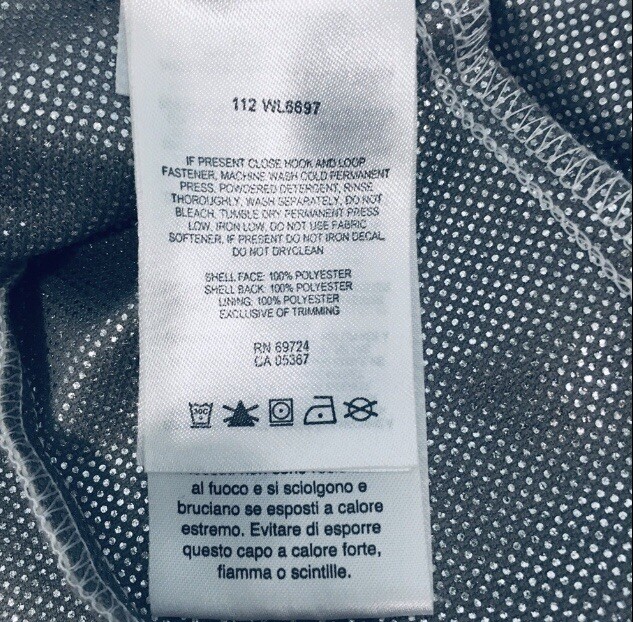 112 WL6697
IF PRESENT CLOSE HOOK AND LOOP
FASTENER, MACHINE WASH COLD PERMANENT
PRESS, POWDERED DETERGENT, RINSE
THOROUGHLY, WASH SEPARATELY, DO NOT
BLEACH, TUMBLE DRY PERMANENT PRESS
LOW, IRON LOW, DO NOT USE FABRIC
SOFTENER, IF PRESENT DO NOT IRON DECAL
DO NOT DRYCLEAN
SHELL FACE: 100% POLYESTER
SHELL BACK: 100% POLYESTER
LINING: 100% POLYESTER
EXCLUSIVE OF TRIMMING
RN 69724
CA 05367
30C
al fuoco e si sciolgono e
bruciano se esposti a calore
estremo. Evitare di esporre
questo capo a calore forte,
fiamma o scintille.